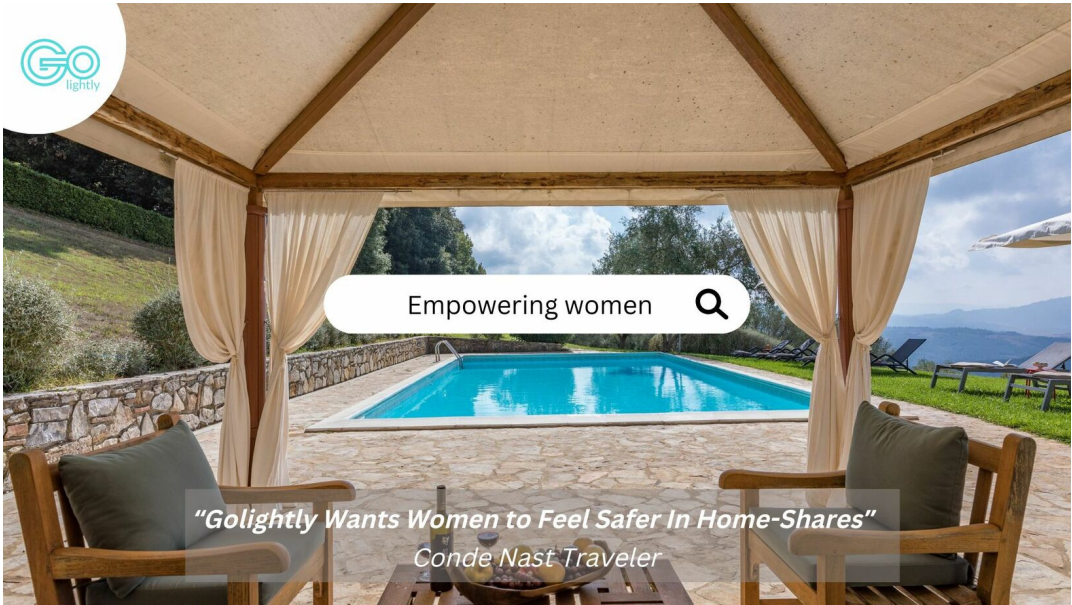 Go
lightly
Empowering women
“Golightly Wants Women to Feel Safer In Home-Shares”
Conde Nast Traveler